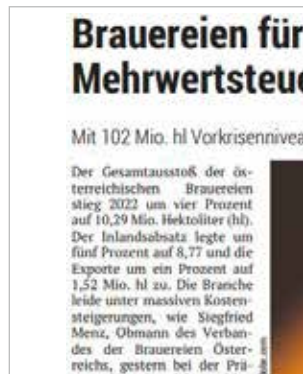 Brauereien für
Mehrwertsteue
Mit 102 Mio. hl Vorkrisennivea
Der Gesamtausstoß der ös-
terreichischen Brauereien
stieg 2022 um vier Prozent
auf 10,29 Mio. Hektoliter (hl).
Der Inlandsabsatz legte um
fünf Prozent auf 8,77 und die
Exporte um ein Prozent auf
1,52 Mio. hl zu. Die Branche
leide unter massiven Kosten-
steigerungen, wie Siegfried
Menz, Obmann des Verban-
des der Brauereien Öster-
reichs, gestern bei der Prä-